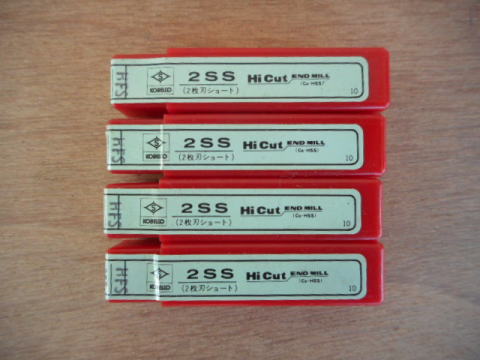 HFS
KOBELCO
2SS
(2枚刃ショート)
Hi Cut END MILL
(Co-HSS)
10
HFS
KOBELCO
2SS
(2枚刃ショート)
Hi Cut END MILL
(Co-HSS)
10
HFS
KOBELCO
2SS
(2枚刃ショート)
Hi Cut END MILL
(Co-HSS)
10
HFS
KOBELCO
2SS
(2枚刃ショート)
Hi Cut END MILL
(Co-HSS)
10